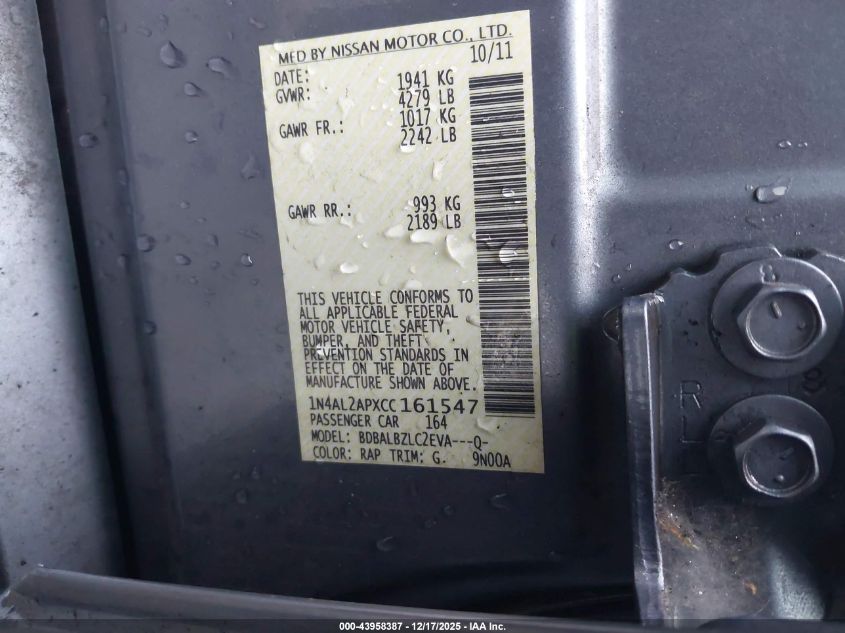 MFD BY NISSAN MOTOR CO., LTD.
DATE: 10/11
GVWR: 1941 KG
4279 LB
GAWR FR.: 1017 KG
2242 LB
GAWR RR.: 993 KG
2189 LB
THIS VEHICLE CONFORMS TO
ALL APPLICABLE FEDERAL
MOTOR VEHICLE SAFETY,
BUMPER, AND THEFT
PREVENTION STANDARDS IN
EFFECT ON THE DATE OF
MANUFACTURE SHOWN ABOVE.
1N4AL2APXCC161547
PASSENGER CAR 164
MODEL: BDBALBZLC2EVA---Q-
COLOR: RAP TRIM: G. 9N00A
8
8
R L
000-43958387 - 12/17/2025 - IAA Inc.